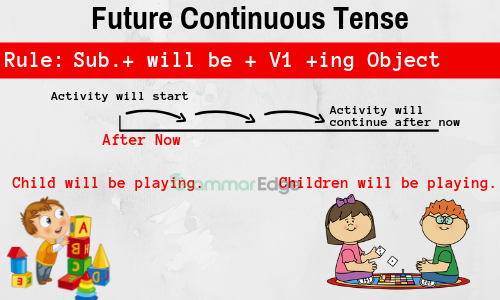 Future Continuous Tense
Rule: Sub.+ will be + V1 +ing Object
Activity will start
Activity will
continue after now
After Now
Child will be playing.
GrammarEdge
Children will be playing.
A
B
H
C